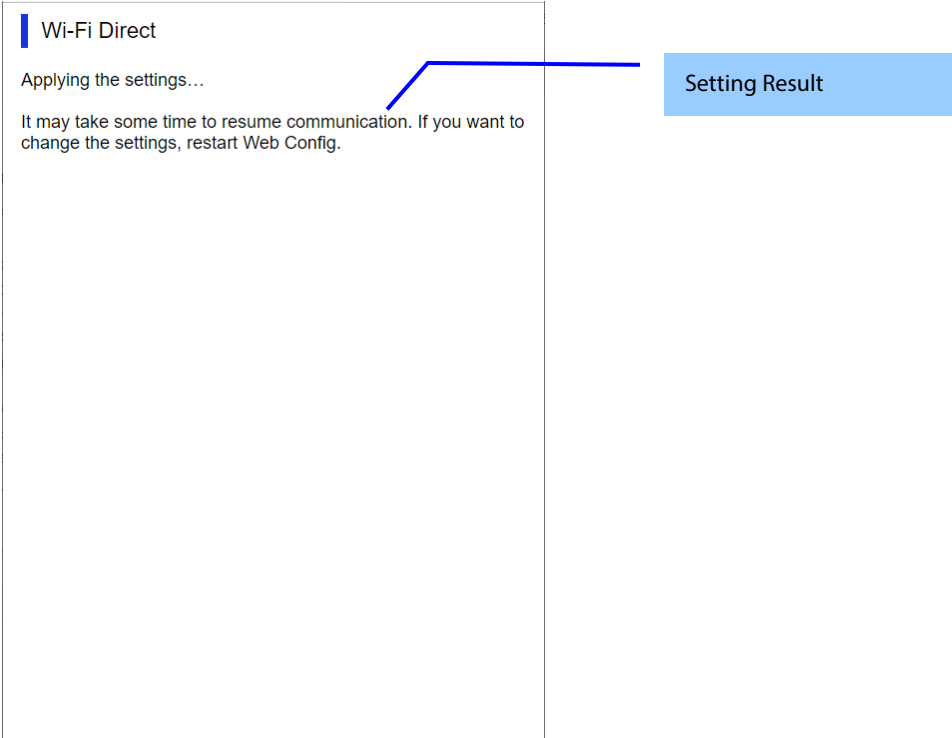 Wi-Fi Direct
Applying the settings…
It may take some time to resume communication. If you want to
change the settings, restart Web Config.
Setting Result